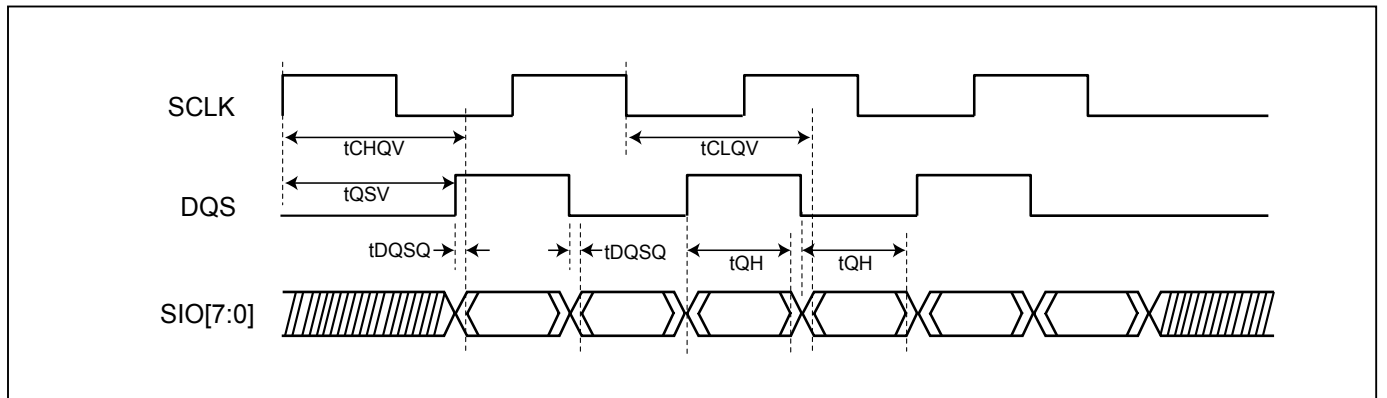 SCLK
tCHQV
tCLQV
tQSV
DQS
tDQSQ
tDQSQ
tQH
tQH
SIO[7:0]